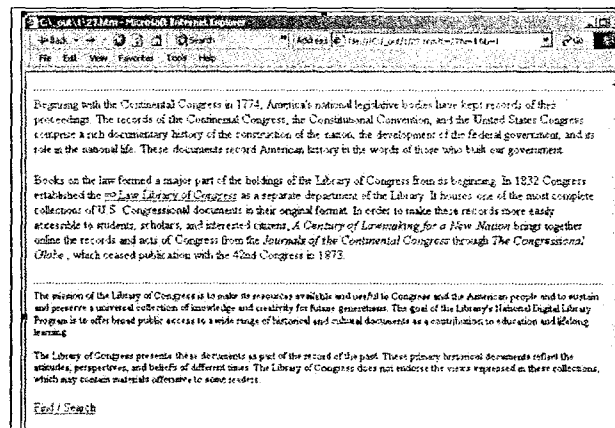 C:\_out\1-27.htm - Microsoft Internet Explorer
Back Search Address Go
File Edit View Favorites Tools Help
Beginning with the Continental Congress in 1774, America's national legislative bodies have kept records of their
proceedings. The records of the Continental Congress, the Constitutional Convention, and the United States Congress
comprise a rich documentary history of the construction of the nation, the development of the federal government, and its
role in the national life. These documents record American history in the words of those who built our government.
Books on the law formed a major part of the holdings of the Library of Congress from its beginning. In 1832 Congress
established the Law Library of Congress as a separate department of the Library. It houses one of the most complete
collections of U.S. Congressional documents in their original format. In order to make these records more easily
accessible to students, scholars, and interested citizens, A Century of Lawmaking for a New Nation brings together
online the records and acts of Congress from the Journals of the Continental Congress through The Congressional
Globe , which ceased publication with the 42nd Congress in 1873.
The mission of the Library of Congress is to make its resources available and useful to Congress and the American people and to sustain
and preserve a universal collection of knowledge and creativity for future generations. The goal of the Library's National Digital Library
Program is to offer broad public access to a wide range of historical and cultural documents as a contribution to education and lifelong
learning.
The Library of Congress presents these documents as part of the record of the past. These primary historical documents reflect the
attitudes, perspectives, and beliefs of different times. The Library of Congress does not endorse the views expressed in these collections,
which may contain materials offensive to some readers.
Find / Search